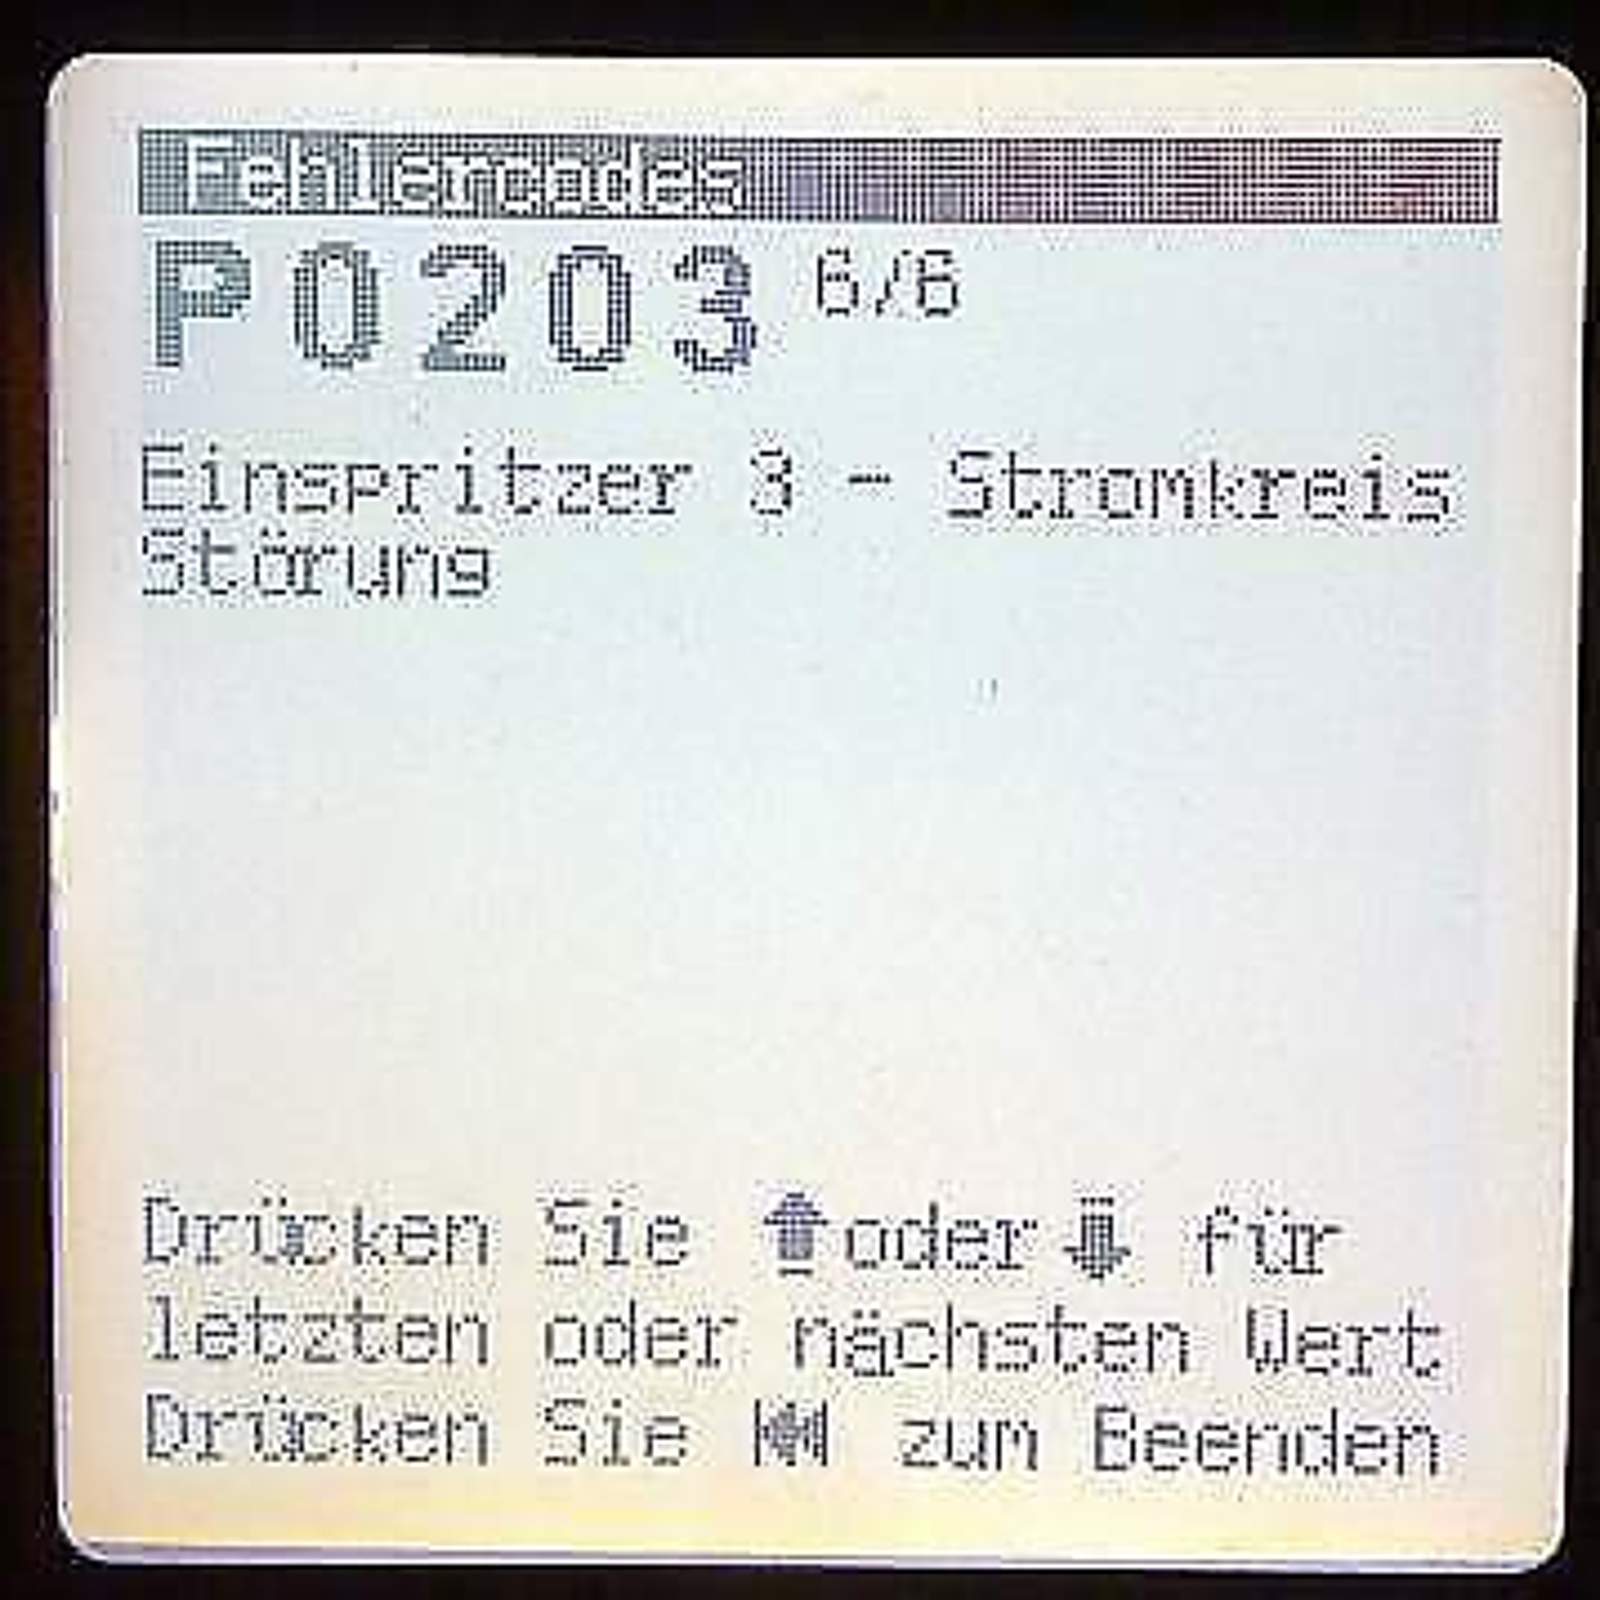 Fehlercodes
P0203 6/6
Einspritzer 3 - Stromkreis
Störung
Drücken Sie ⬆oder⬇ für
letzten oder nächsten Wert
Drücken Sie ⏮ zum Beenden